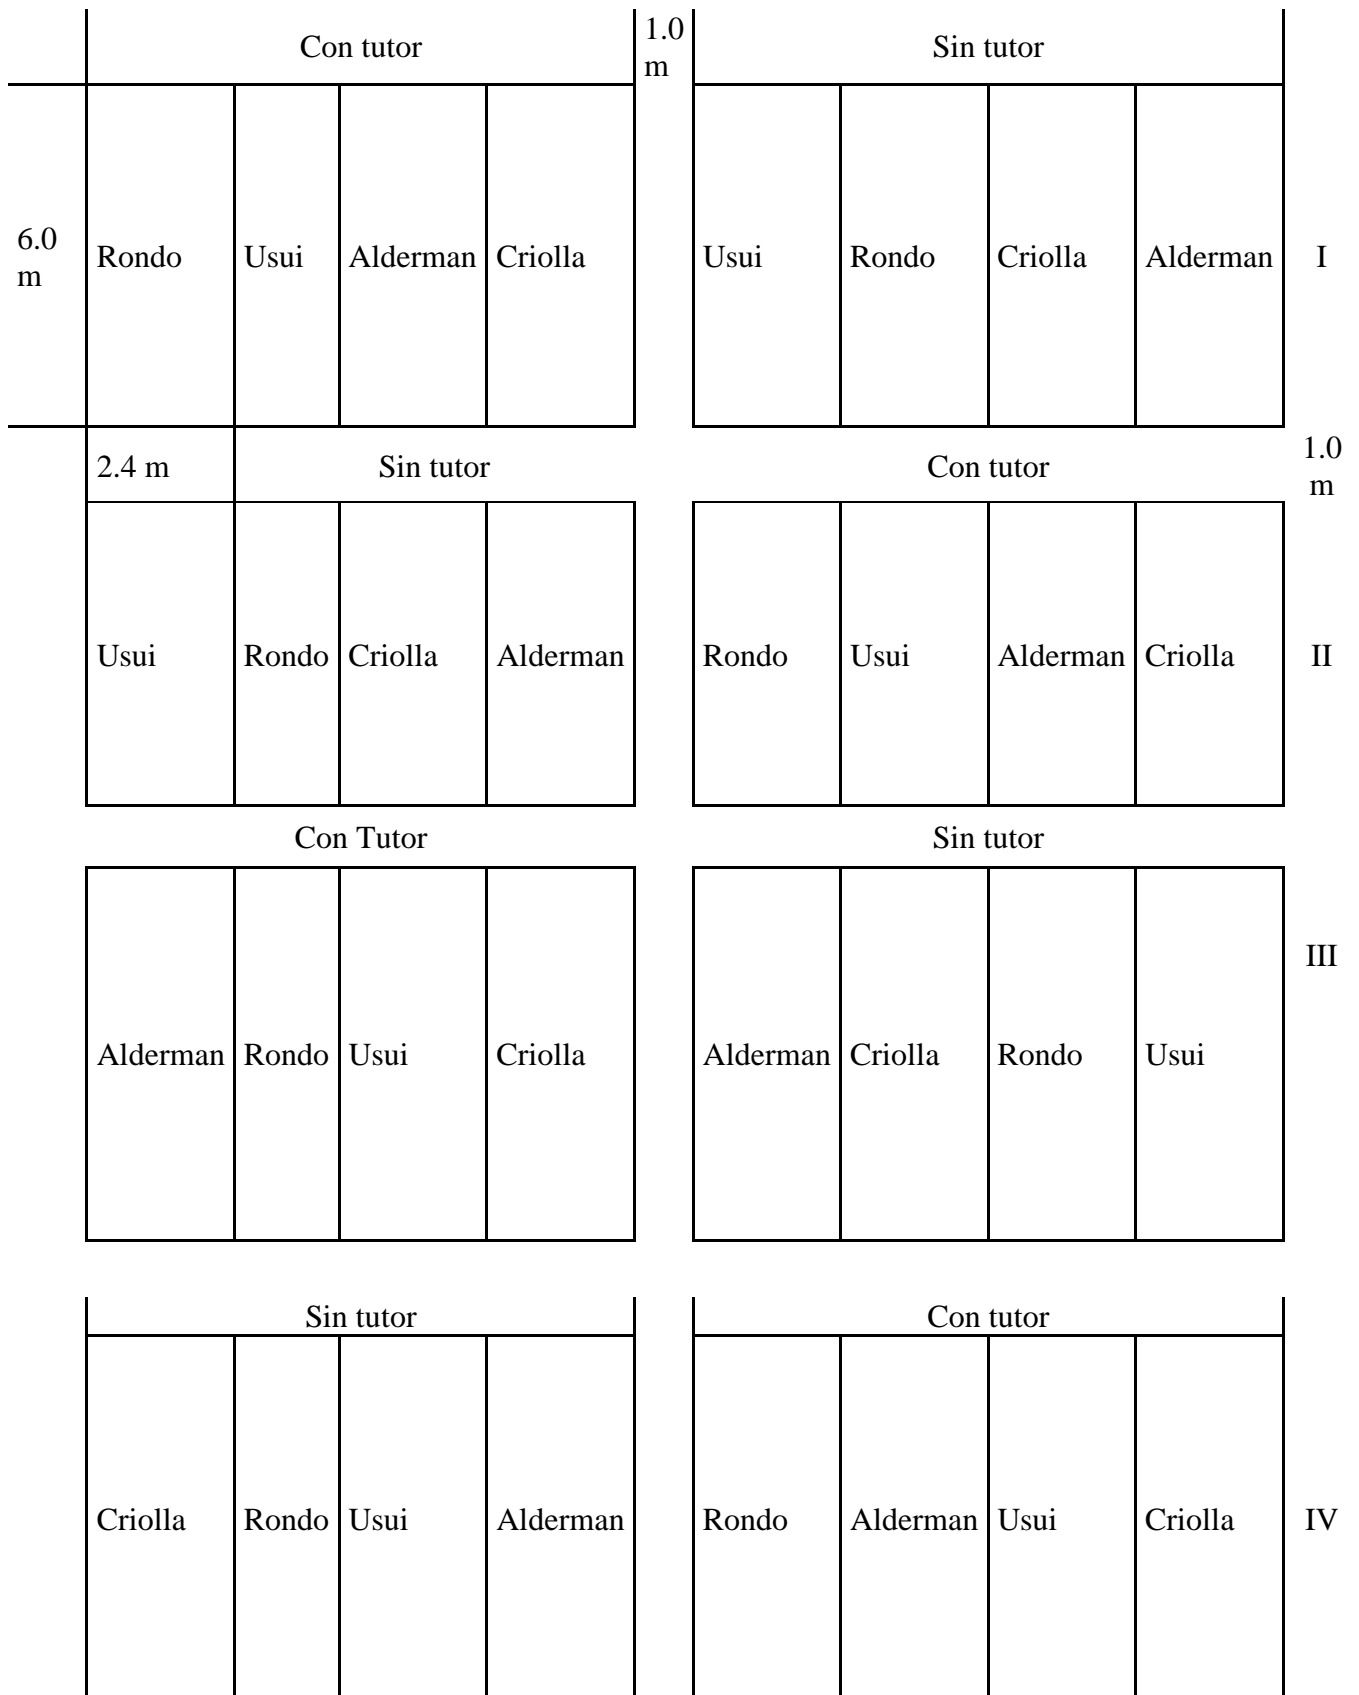 Con tutor
1.0
m
Sin tutor
6.0
m
Rondo
Usui
Alderman
Criolla
Usui
Rondo
Criolla
Alderman
I
2.4 m
Sin tutor
Con tutor
1.0
m
Usui
Rondo
Criolla
Alderman
Rondo
Usui
Alderman
Criolla
II
Con Tutor
Sin tutor
III
Alderman
Rondo
Usui
Criolla
Alderman
Criolla
Rondo
Usui
Sin tutor
Con tutor
Criolla
Rondo
Usui
Alderman
Rondo
Alderman
Usui
Criolla
IV